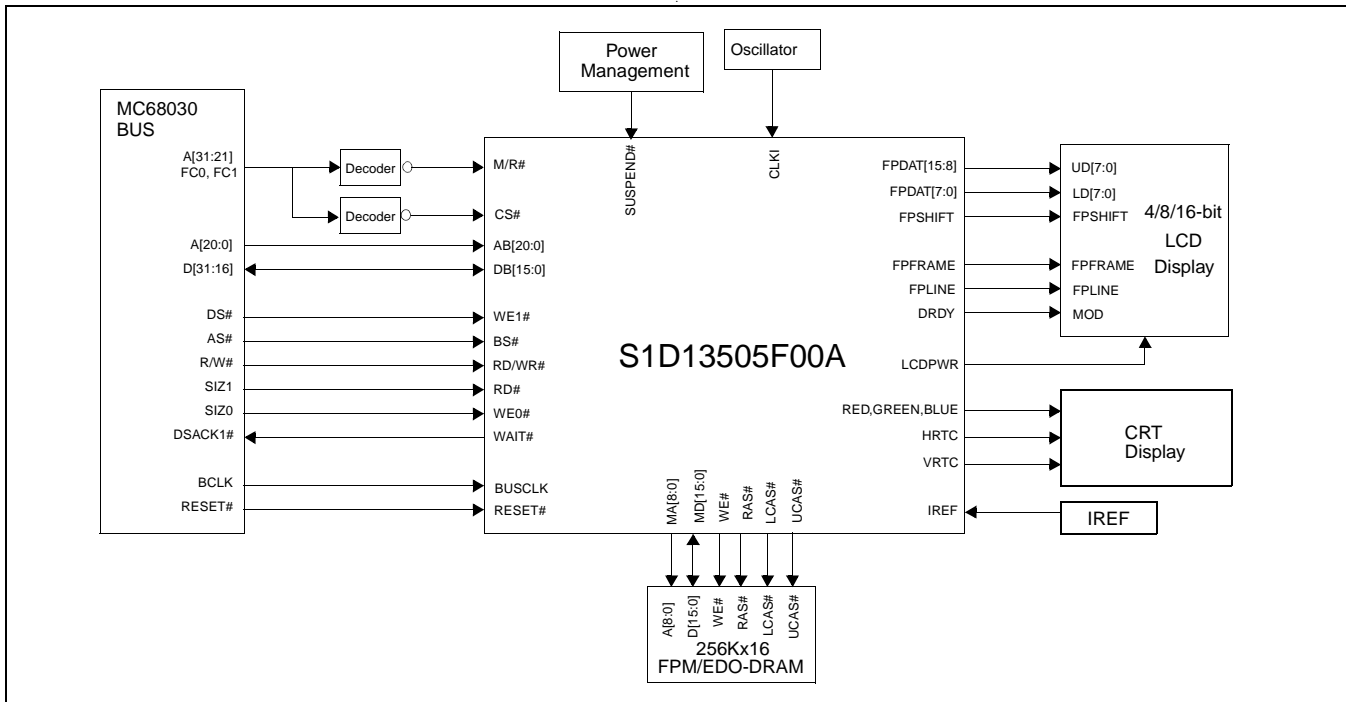 Power
Management
Oscillator
MC68030
BUS
A[31:21]
FC0, FC1
Decoder
M/R#
Decoder
CS#
A[20:0]
AB[20:0]
D[31:16]
DB[15:0]
DS#
WE1#
AS#
BS#
R/W#
RD/WR#
SIZ1
RD#
SIZ0
WE0#
DSACK1#
WAIT#
BCLK
BUSCLK
RESET#
RESET#
SUSPEND#
CLKI
S1D13505F00A
FPDAT[15:8]
UD[7:0]
FPDAT[7:0]
LD[7:0]
FPSHIFT
FPSHIFT
4/8/16-bit
LCD
Display
FPFRAME
FPFRAME
FPLINE
FPLINE
DRDY
MOD
LCDPWR
RED,GREEN,BLUE
HRTC
VRTC
CRT
Display
IREF
IREF
MA[8:0]
MD[15:0]
WE#
RAS#
LCAS#
UCAS#
A[8:0]
D[15:0]
WE#
RAS#
LCAS#
UCAS#
256Kx16
FPM/EDO-DRAM